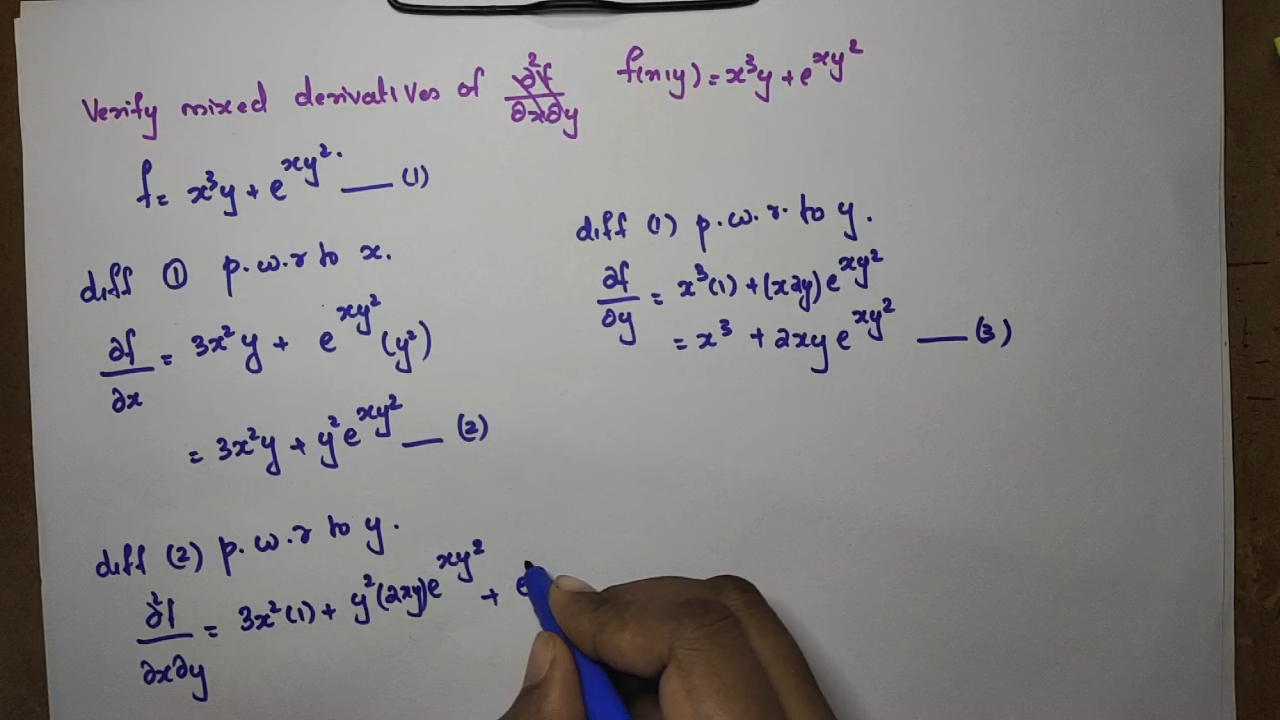 Verify mixed derivatives of ∂²f/∂x∂y f(x,y) = x³y + e^xy²
f = x³y + e^xy². — (1)
diff ① p.w.r to x.
∂f/∂x = 3x²y + e^xy² (y²)
= 3x²y + y²e^xy² — (2)
diff (2) p.w.r to y.
∂²f/∂x∂y = 3x²(1) + y²(2xy)e^xy² + e
diff (1) p.w.r. to y.
∂f/∂y = x³(1) + (x2y)e^xy²
= x³ + 2xye^xy² — (3)